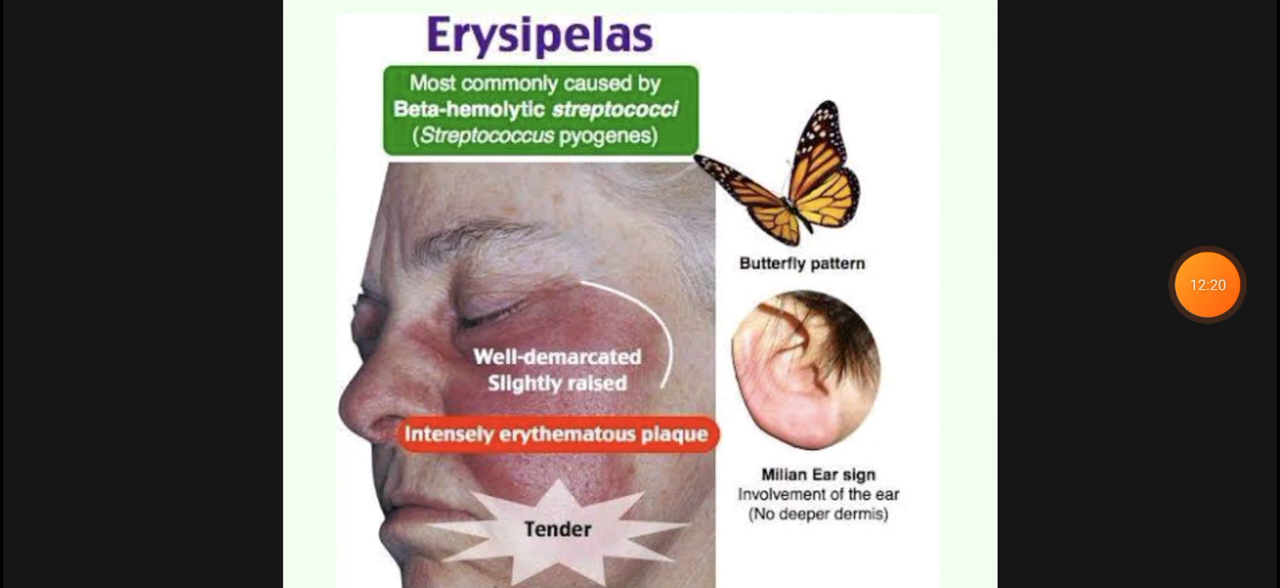 Erysipelas
Most commonly caused by
Beta-hemolytic streptococci
(Streptococcus pyogenes)
Butterfly pattern
Well-demarcated
Slightly raised
Intensely erythematous plaque
Tender
Milian Ear sign
Involvement of the ear
(No deeper dermis)
12:20